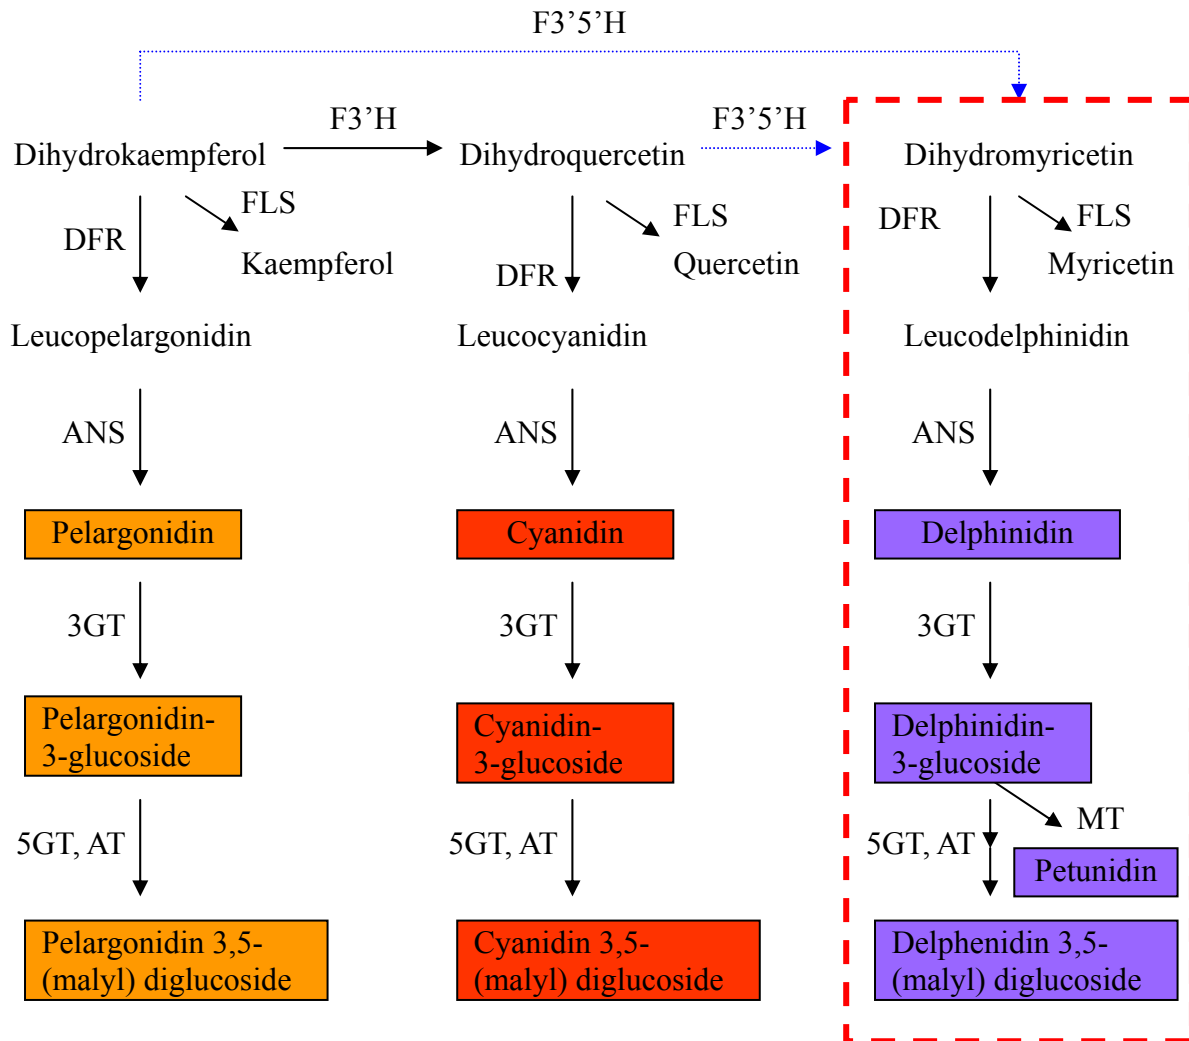 F3’5’H
F3’H
F3’5’H
Dihydrokaempferol
Dihydroquercetin
Dihydromyricetin
FLS
FLS
FLS
DFR
DFR
DFR
Kaempferol
Quercetin
Myricetin
Leucopelargonidin
Leucocyanidin
Leucodelphinidin
ANS
ANS
ANS
Pelargonidin
Cyanidin
Delphinidin
3GT
3GT
3GT
Pelargonidin-
3-glucoside
Cyanidin-
3-glucoside
Delphinidin-
3-glucoside
MT
5GT, AT
5GT, AT
5GT, AT
Petunidin
Pelargonidin 3,5-
(malyl) diglucoside
Cyanidin 3,5-
(malyl) diglucoside
Delphenidin 3,5-
(malyl) diglucoside